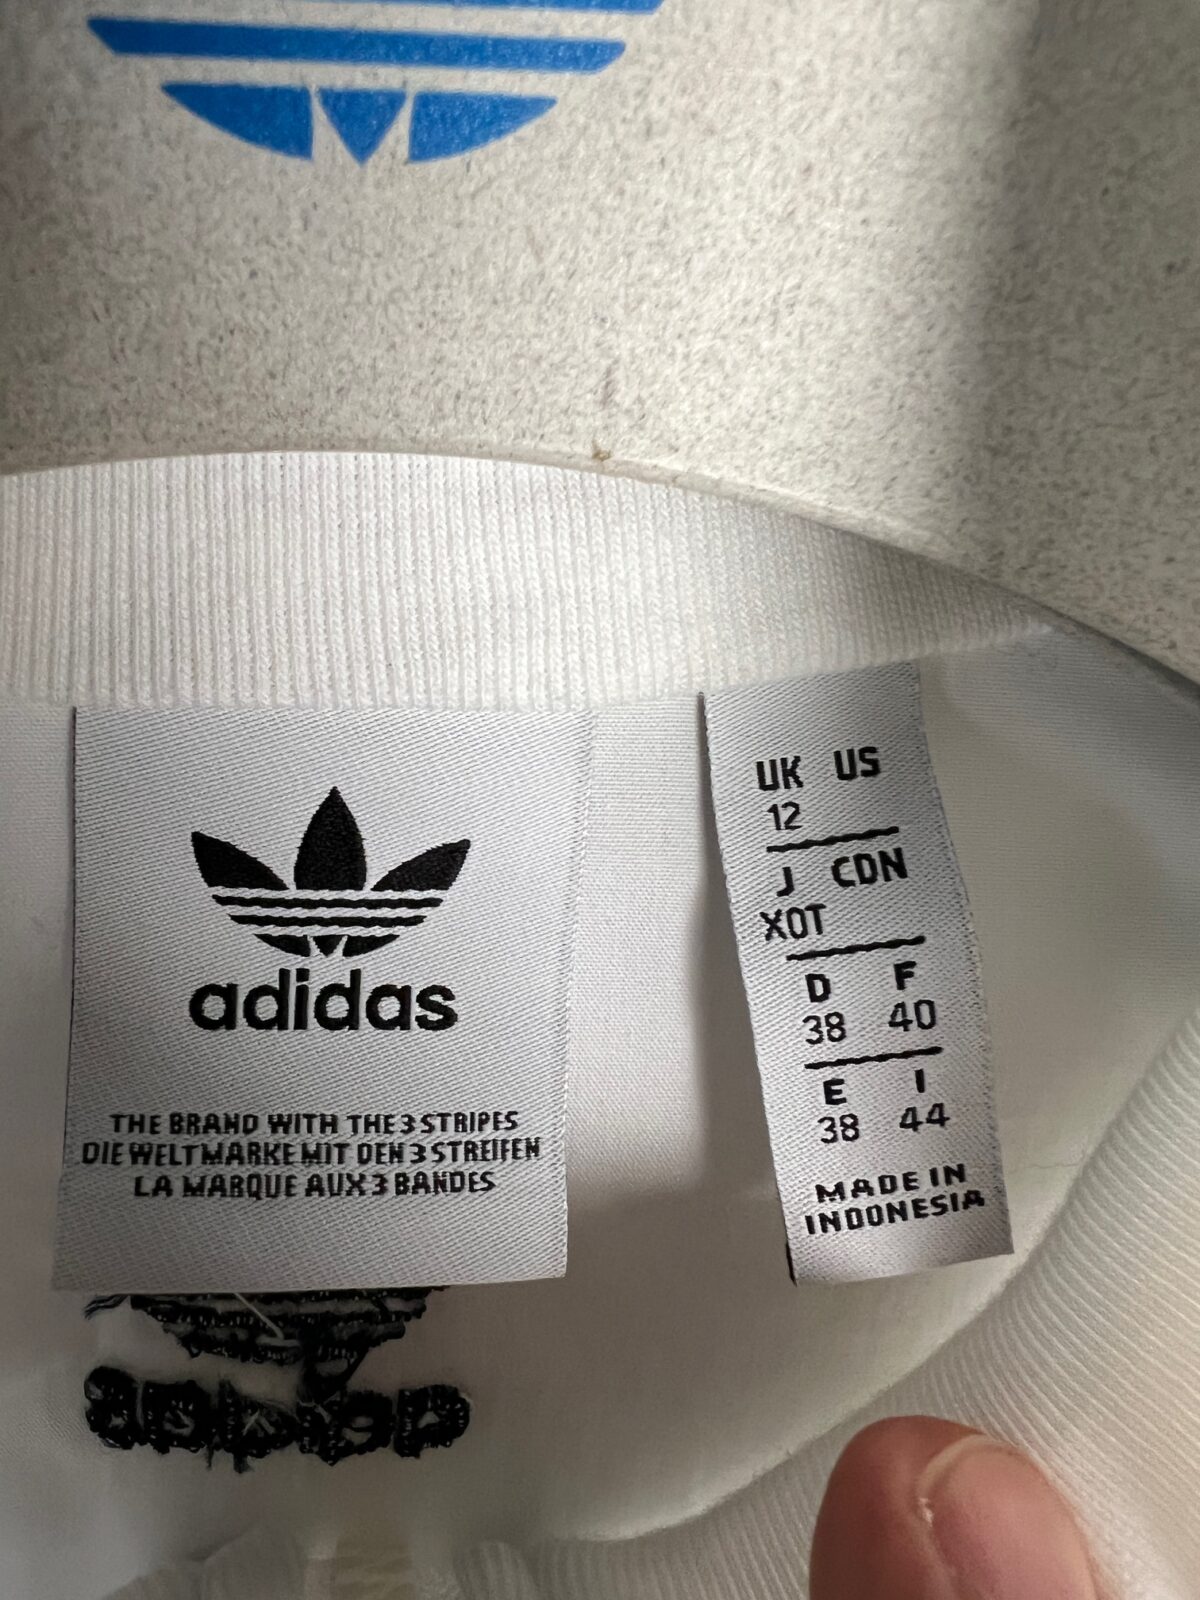 adidas
THE BRAND WITH THE 3 STRIPES
DIE WELTMARKE MIT DEN 3 STREIFEN
LA MARQUE AUX 3 BANDES
UK US
12
J CDN
XOT
D F
38 40
E I
38 44
MADE IN
INDONESIA
adidas